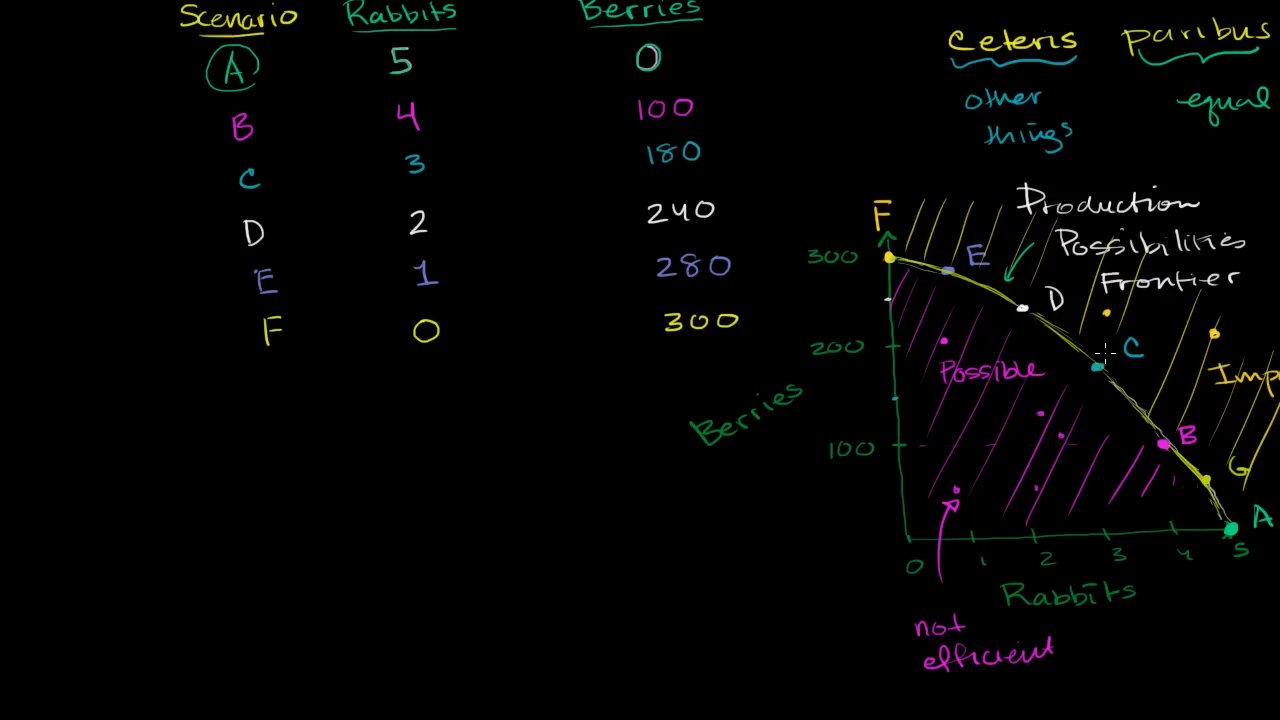 Scenario Rabbits Berries
A 5 0
B 4 100
C 3 180
D 2 240
E 1 280
F 0 300
Ceteris paribus
other equal
things
Production
Possibilities
Frontier
F
300
E
D
200
C
Possible
Imp
Berries
100
B
G
A
0 1 2 3 4 5
Rabbits
not
efficient